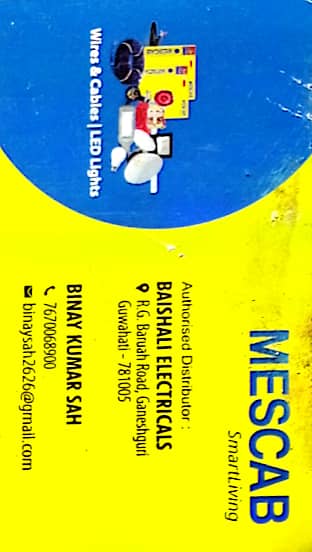 MESCAB
SmartLiving
Authorised Distributor :
BAISHALI ELECTRICALS
R.G. Baruah Road, Ganeshguri
Guwahati - 781005
Wires & Cables | LED Lights
BINAY KUMAR SAH
7670068900
binaysah2626@gmail.com